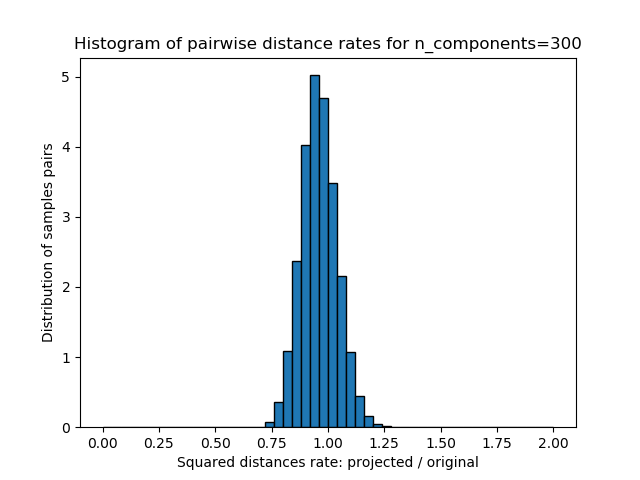 Histogram of pairwise distance rates for n_components=300
Distribution of samples pairs
5
4
3
2
1
0
0.00 0.25 0.50 0.75 1.00 1.25 1.50 1.75 2.00
Squared distances rate: projected / original